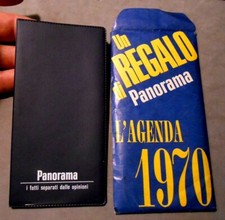 Panorama
i fatti separati dalle opinioni
Un
REGALO
di Panorama
L'AGENDA
1970